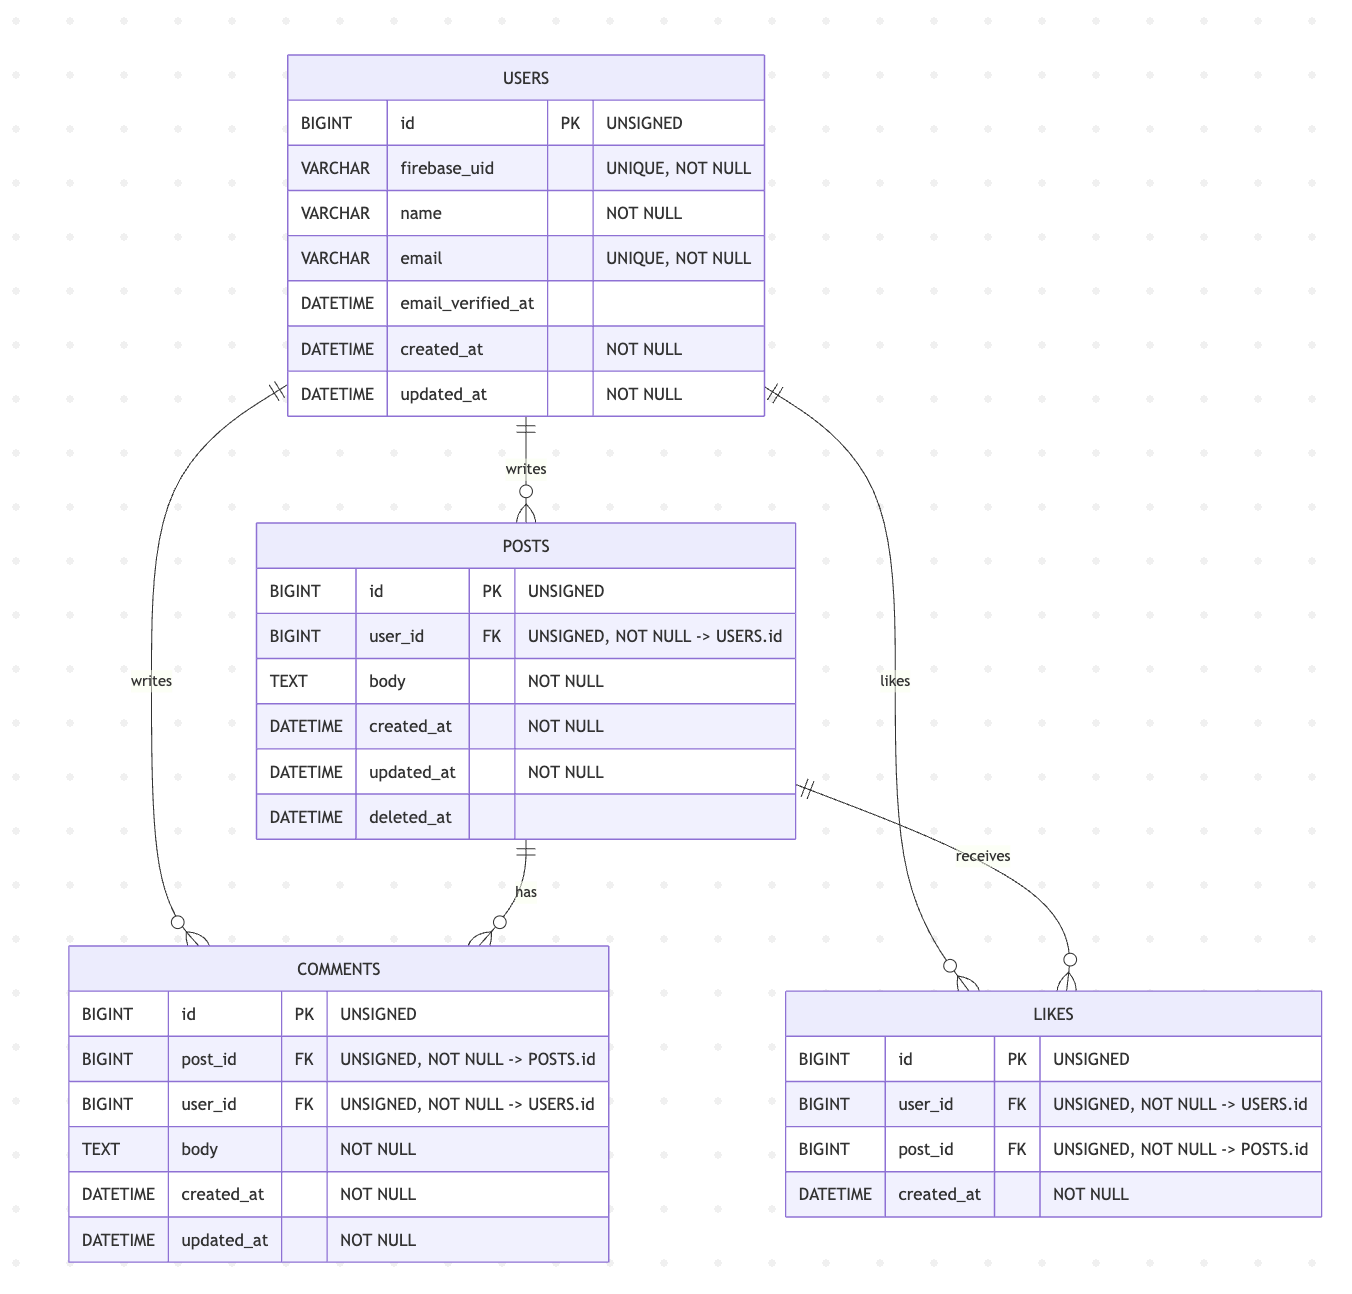 USERS
BIGINT id PK UNSIGNED
VARCHAR firebase_uid UNIQUE, NOT NULL
VARCHAR name NOT NULL
VARCHAR email UNIQUE, NOT NULL
DATETIME email_verified_at
DATETIME created_at NOT NULL
DATETIME updated_at NOT NULL
writes
POSTS
BIGINT id PK UNSIGNED
BIGINT user_id FK UNSIGNED, NOT NULL -> USERS.id
TEXT body NOT NULL
DATETIME created_at NOT NULL
DATETIME updated_at NOT NULL
DATETIME deleted_at
writes
likes
receives
has
COMMENTS
BIGINT id PK UNSIGNED
BIGINT post_id FK UNSIGNED, NOT NULL -> POSTS.id
BIGINT user_id FK UNSIGNED, NOT NULL -> USERS.id
TEXT body NOT NULL
DATETIME created_at NOT NULL
DATETIME updated_at NOT NULL
LIKES
BIGINT id PK UNSIGNED
BIGINT user_id FK UNSIGNED, NOT NULL -> USERS.id
BIGINT post_id FK UNSIGNED, NOT NULL -> POSTS.id
DATETIME created_at NOT NULL